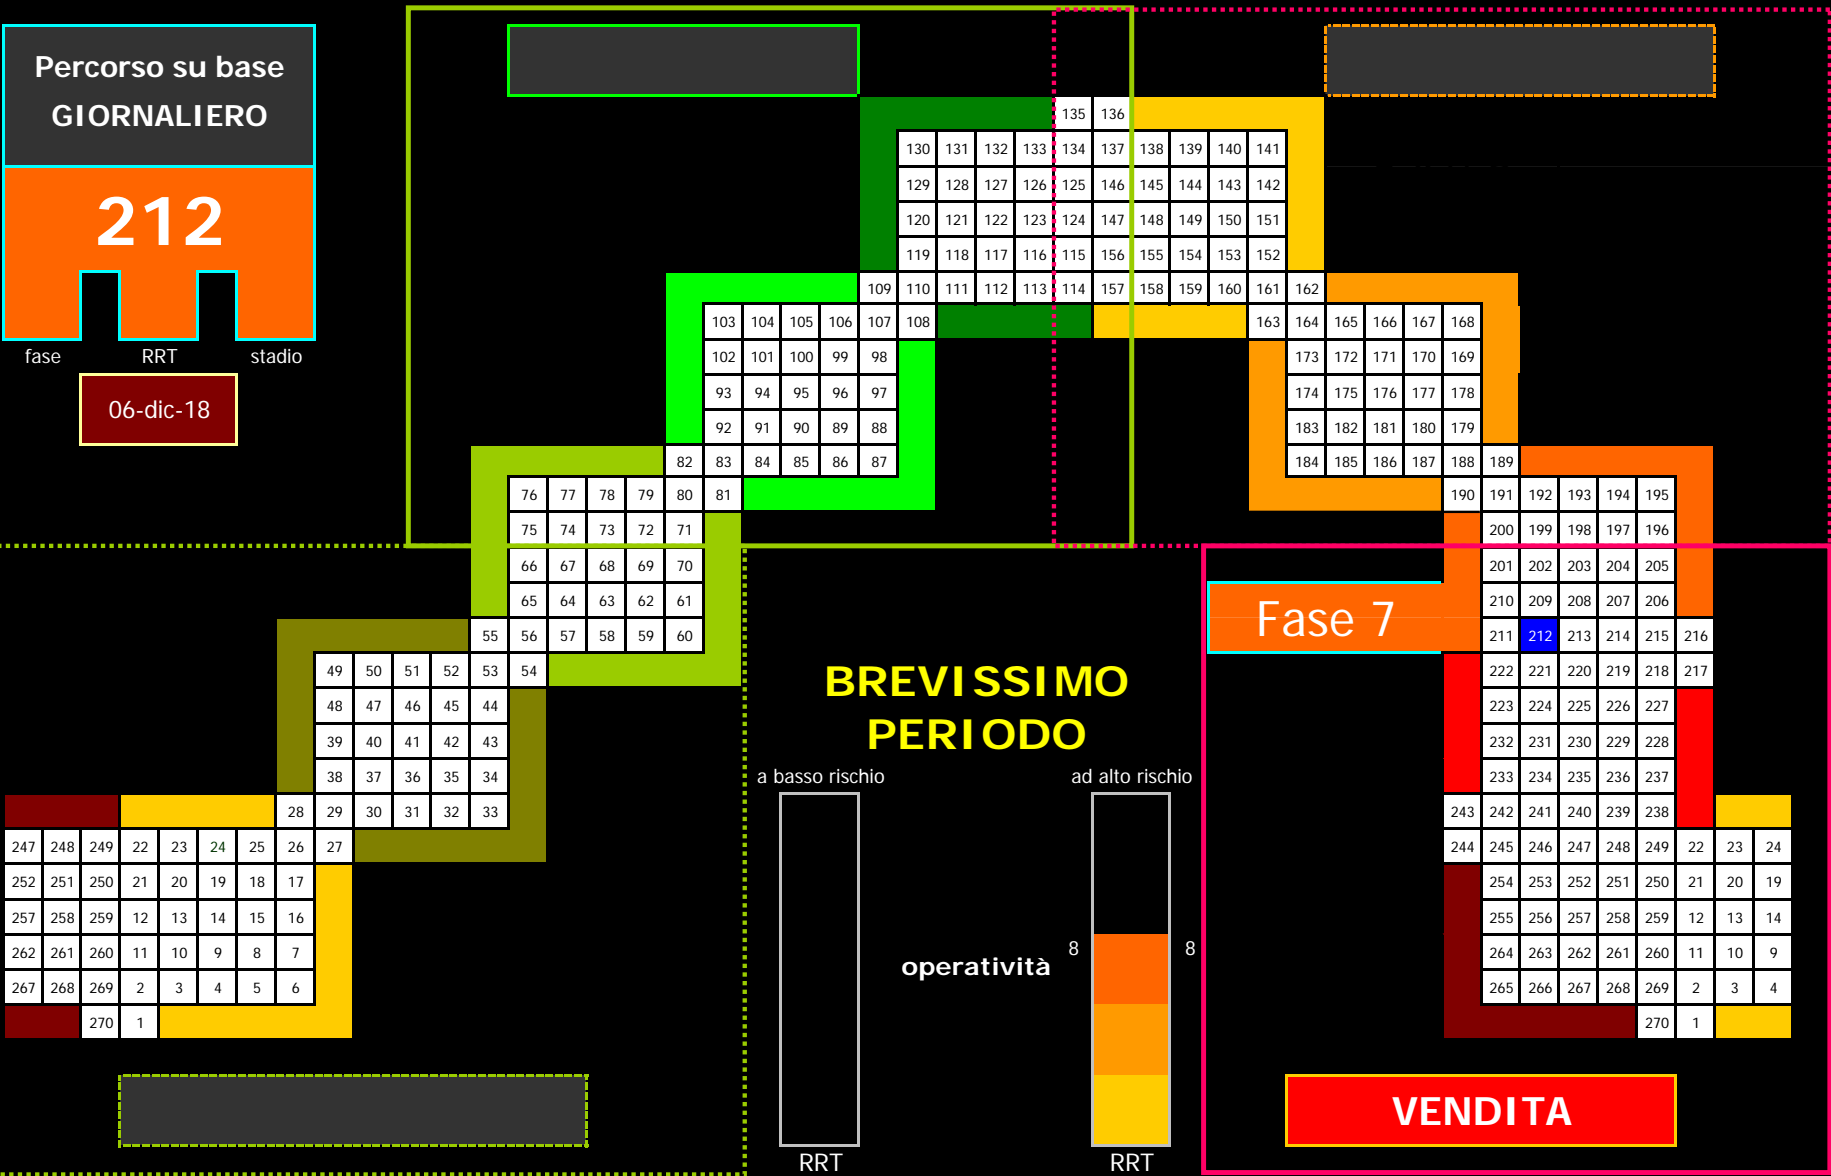 Percorso su base
GIORNALIERO
212
fase RRT stadio
06-dic-18
135 136
130 131 132 133 134 137 138 139 140 141
129 128 127 126 125 146 145 144 143 142
120 121 122 123 124 147 148 149 150 151
119 118 117 116 115 156 155 154 153 152
109 110 111 112 113 114 157 158 159 160 161 162
103 104 105 106 107 108 163 164 165 166 167 168
102 101 100 99 98 173 172 171 170 169
93 94 95 96 97 174 175 176 177 178
92 91 90 89 88 183 182 181 180 179
82 83 84 85 86 87 184 185 186 187 188 189
76 77 78 79 80 81 190 191 192 193 194 195
75 74 73 72 71 200 199 198 197 196
66 67 68 69 70 201 202 203 204 205
65 64 63 62 61 210 209 208 207 206
Fase 7
55 56 57 58 59 60 211 212 213 214 215 216
49 50 51 52 53 54 222 221 220 219 218 217
BREVISSIMO
PERIODO
48 47 46 45 44 223 224 225 226 227
39 40 41 42 43 232 231 230 229 228
38 37 36 35 34 233 234 235 236 237
a basso rischio ad alto rischio
28 29 30 31 32 33 243 242 241 240 239 238
247 248 249 22 23 24 25 26 27 244 245 246 247 248 249 22 23 24
252 251 250 21 20 19 18 17 254 253 252 251 250 21 20 19
257 258 259 12 13 14 15 16 255 256 257 258 259 12 13 14
262 261 260 11 10 9 8 7 8 8 264 263 262 261 260 11 10 9
operatività
267 268 269 2 3 4 5 6 265 266 267 268 269 2 3 4
270 1 270 1
VENDITA
RRT RRT